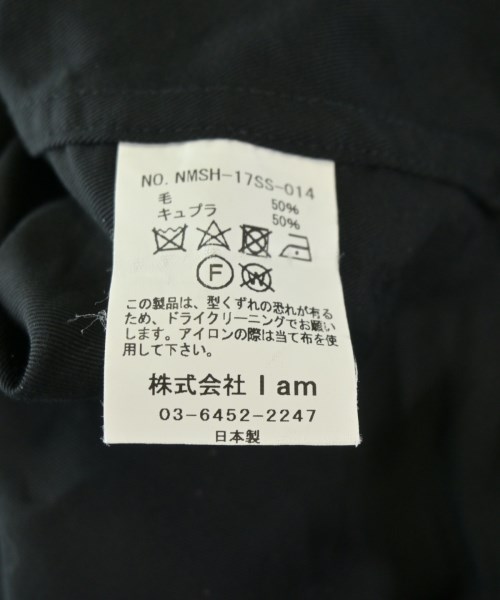 NO. NMSH-17SS-014
毛 50%
キュプラ 50%
F W
この製品は、型くずれの恐れが有る
ため、ドライクリーニングでお願い
します。アイロンの際は当て布を使
用して下さい。
株式会社 I am
03-6452-2247
日本製